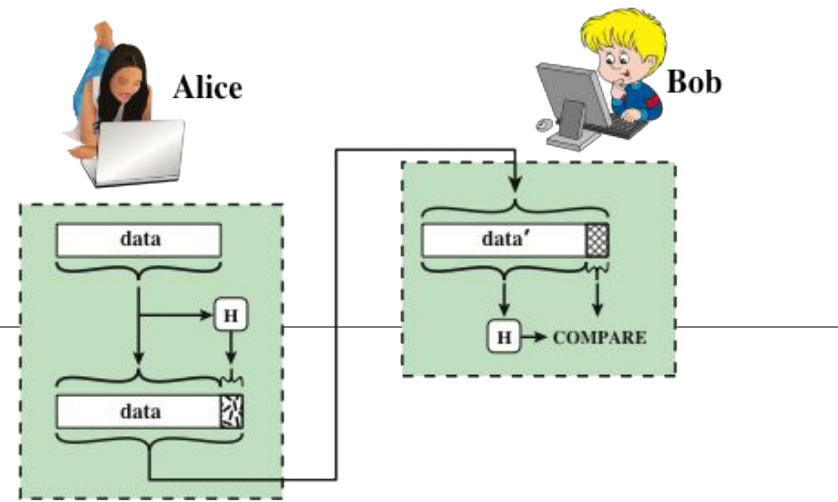 Alice
Bob
data
H
data
data′
H
COMPARE